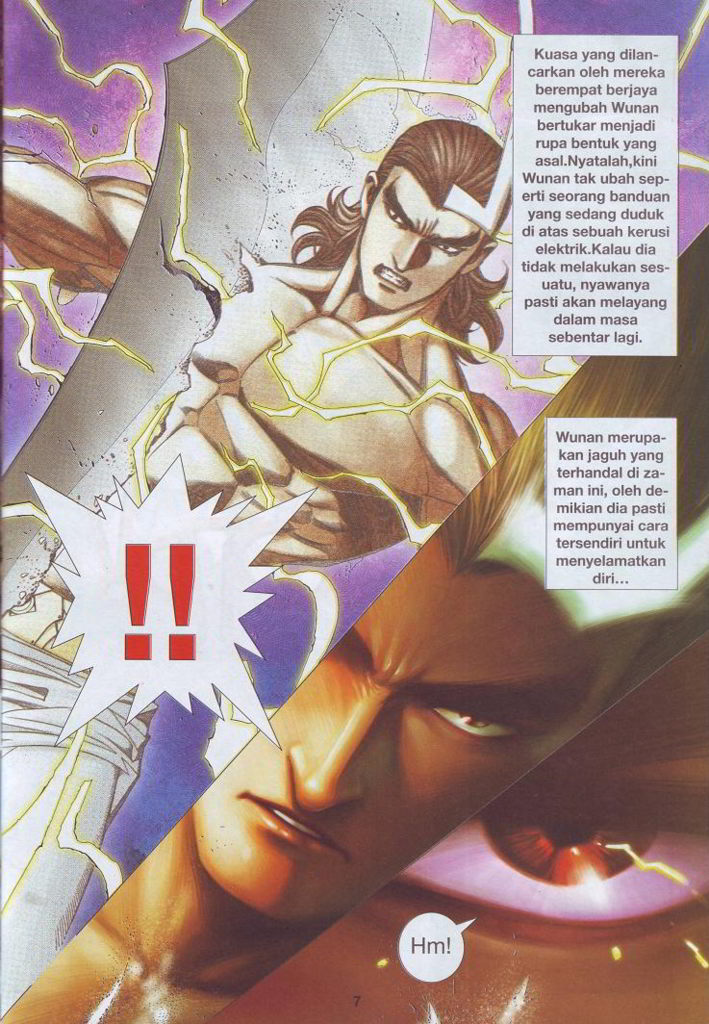 Kuasa yang dilan-
carkan oleh mereka
berempat berjaya
mengubah Wunan
bertukar menjadi
rupa bentuk yang
asal.Nyatalah,kini
Wunan tak ubah sep-
erti seorang banduan
yang sedang duduk
di atas sebuah kerusi
elektrik.Kalau dia
tidak melakukan ses-
uatu, nyawanya
pasti akan melayang
dalam masa
sebentar lagi.
Wunan merupa-
kan jaguh yang
terhandal di za-
man ini, oleh de-
mikian dia pasti
mempunyai cara
tersendiri untuk
menyelamatkan
diri...
!!
Hm!
7